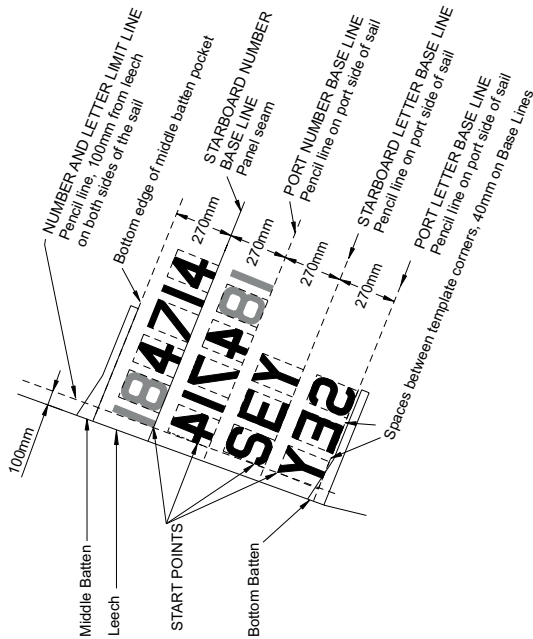 NUMBER AND LETTER LIMIT LINE
Pencil line, 100mm from leech
on both sides of the sail
Bottom edge of middle batten pocket
STARBOARD NUMBER
BASE LINE
Panel seam
PORT NUMBER BASE LINE
Pencil line on port side of sail
STARBOARD LETTER BASE LINE
Pencil line on port side of sail
PORT LETTER BASE LINE
Pencil line on port side of sail
Spaces between template corners, 40mm on Base Lines
100mm
Middle Batten
Leech
START POINTS
Bottom Batten
270mm
270mm
270mm
270mm
184714
184714
SEY
SEY